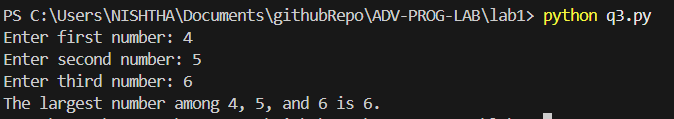 PS C:\Users\NISHTHA\Documents\githubRepo\ADV-PROG-LAB\lab1> python q3.py
Enter first number: 4
Enter second number: 5
Enter third number: 6
The largest number among 4, 5, and 6 is 6.